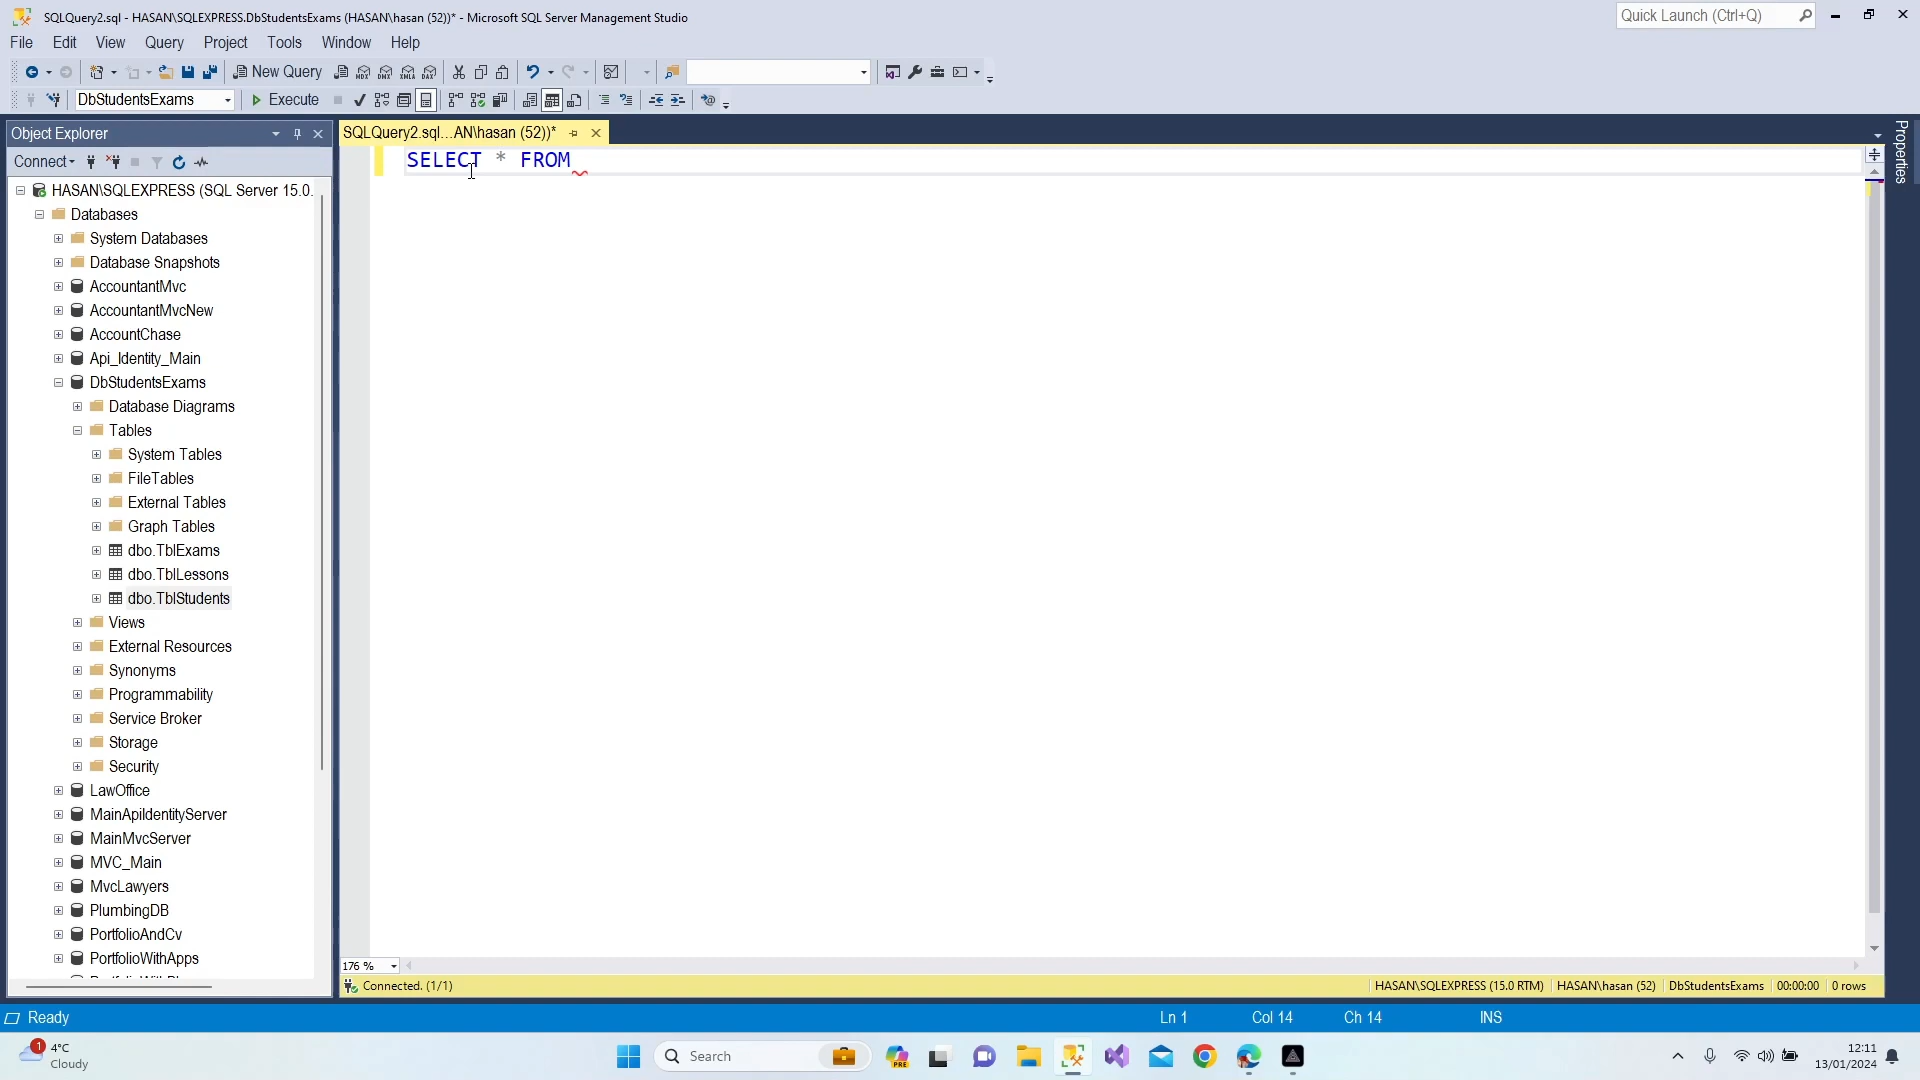 SQLQuery2.sql - HASAN\SQLEXPRESS.DbStudentsExams (HASAN\hasan (52))* - Microsoft SQL Server Management Studio
Quick Launch (Ctrl+Q)
File Edit View Query Project Tools Window Help
New Query
DbStudentsExams Execute
Object Explorer
SQLQuery2.sql...AN\hasan (52))*
Connect
SELECT * FROM
Properties
HASAN\SQLEXPRESS (SQL Server 15.0.
Databases
System Databases
Database Snapshots
AccountantMvc
AccountantMvcNew
AccountChase
Api_Identity_Main
DbStudentsExams
Database Diagrams
Tables
System Tables
FileTables
External Tables
Graph Tables
dbo.TblExams
dbo.TblLessons
dbo.TblStudents
Views
External Resources
Synonyms
Programmability
Service Broker
Storage
Security
LawOffice
MainApiIdentityServer
MainMvcServer
MVC_Main
MvcLawyers
PlumbingDB
PortfolioAndCv
PortfolioWithApps
176 %
Connected. (1/1)
HASAN\SQLEXPRESS (15.0 RTM) HASAN\hasan (52) DbStudentsExams 00:00:00 0 rows
Ready Ln 1 Col 14 Ch 14 INS
1
4°C
Cloudy
Search
PRE
12:11
13/01/2024